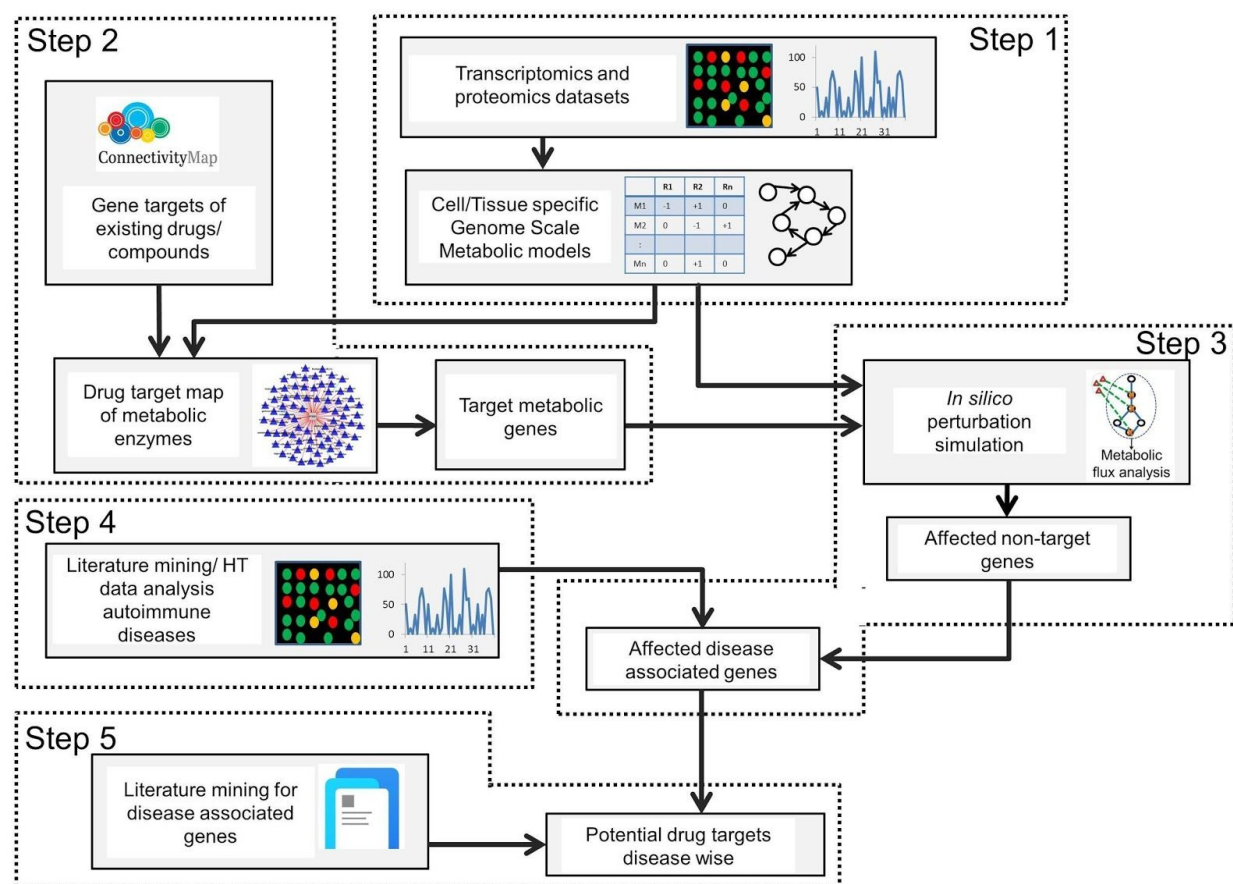 Step 2
ConnectivityMap
Gene targets of
existing drugs/
compounds
Step 1
Transcriptomics and
proteomics datasets
100
50
0
1 11 21 31
Cell/Tissue specific
Genome Scale
Metabolic models
R1 R2 Rn
M1 -1 +1 0
M2 0 -1 +1
:
Mn 0 +1 0
Drug target map
of metabolic
enzymes
Target metabolic
genes
Step 3
In silico
perturbation
simulation
Metabolic
flux analysis
Affected non-target
genes
Step 4
Literature mining/ HT
data analysis
autoimmune
diseases
100
50
0
1 11 21 31
Affected disease
associated genes
Step 5
Literature mining for
disease associated
genes
Potential drug targets
disease wise